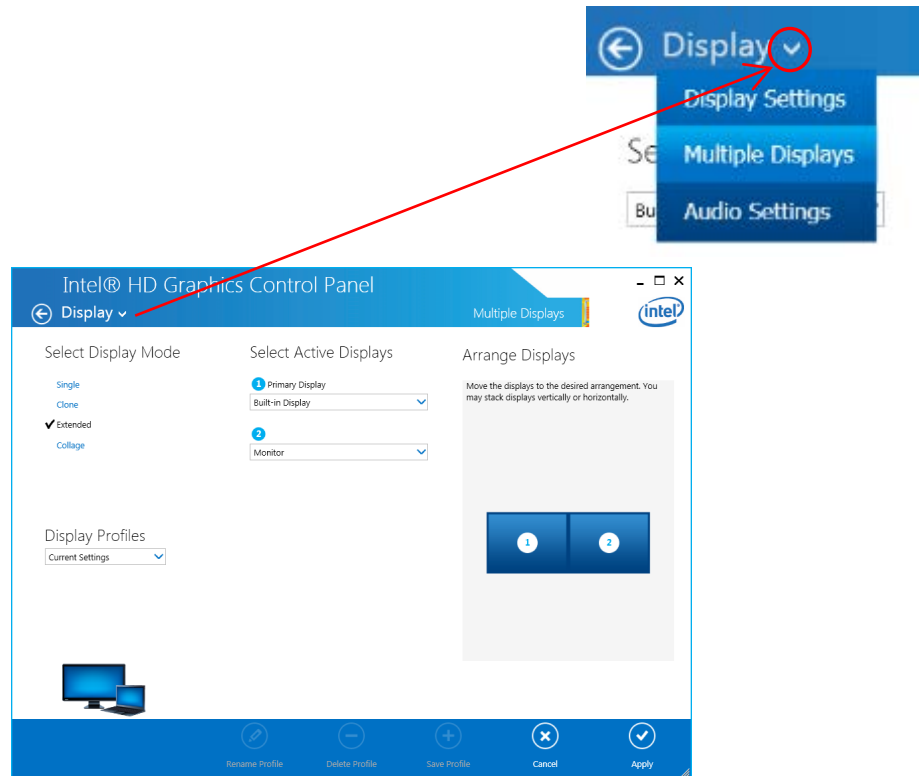 Display
Display Settings
Se
Multiple Displays
Bu
Audio Settings
Intel® HD Graphics Control Panel
Display
Multiple Displays
intel
Select Display Mode
Single
Clone
Extended
Collage
Select Active Displays
1 Primary Display
Built-in Display
2
Monitor
Arrange Displays
Move the displays to the desired arrangement. You
may stack displays vertically or horizontally.
1
2
Display Profiles
Current Settings
Rename Profile
Delete Profile
Save Profile
Cancel
Apply